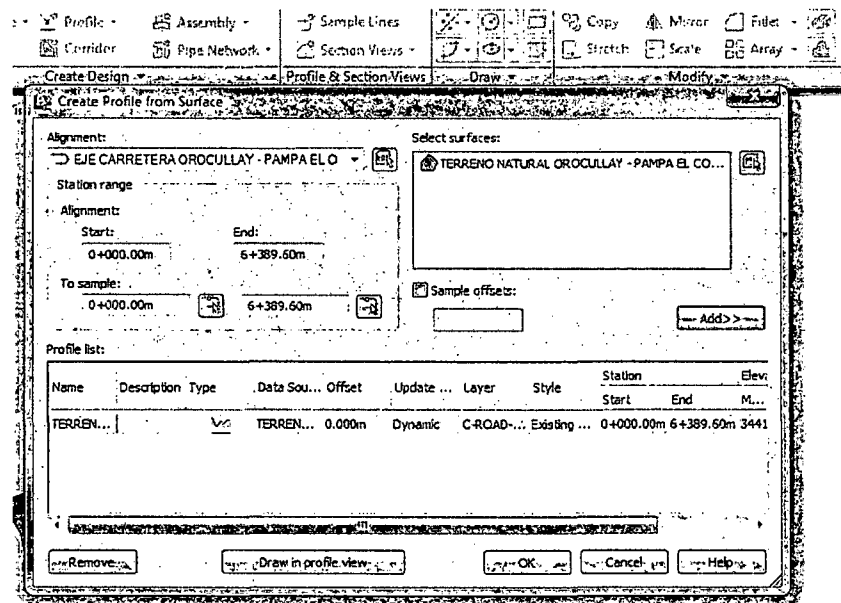 Profile Assembly Sample Lines Copy Mirror Fillet
Corridor Pipe Network Section Views Stretch Scale Array
Create Design Profile & Section Views Draw Modify
Create Profile from Surface
Alignment: Select surfaces:
EJE CARRETERA OROCULLAY - PAMPA EL O TERRENO NATURAL OROCULLAY - PAMPA EL CO...
Station range
Alignment:
Start: End:
0+000.00m 6+389.60m
To sample:
0+000.00m 6+389.60m
Sample offsets:
Add>>
Profile list:
Name Description Type Data Sou... Offset Update ... Layer Style Station Elev
Start End M...
TERREN... TERREN... 0.000m Dynamic C-ROAD-... Existing ... 0+000.00m 6+389.60m 3441
Remove Draw in profile view OK Cancel Help